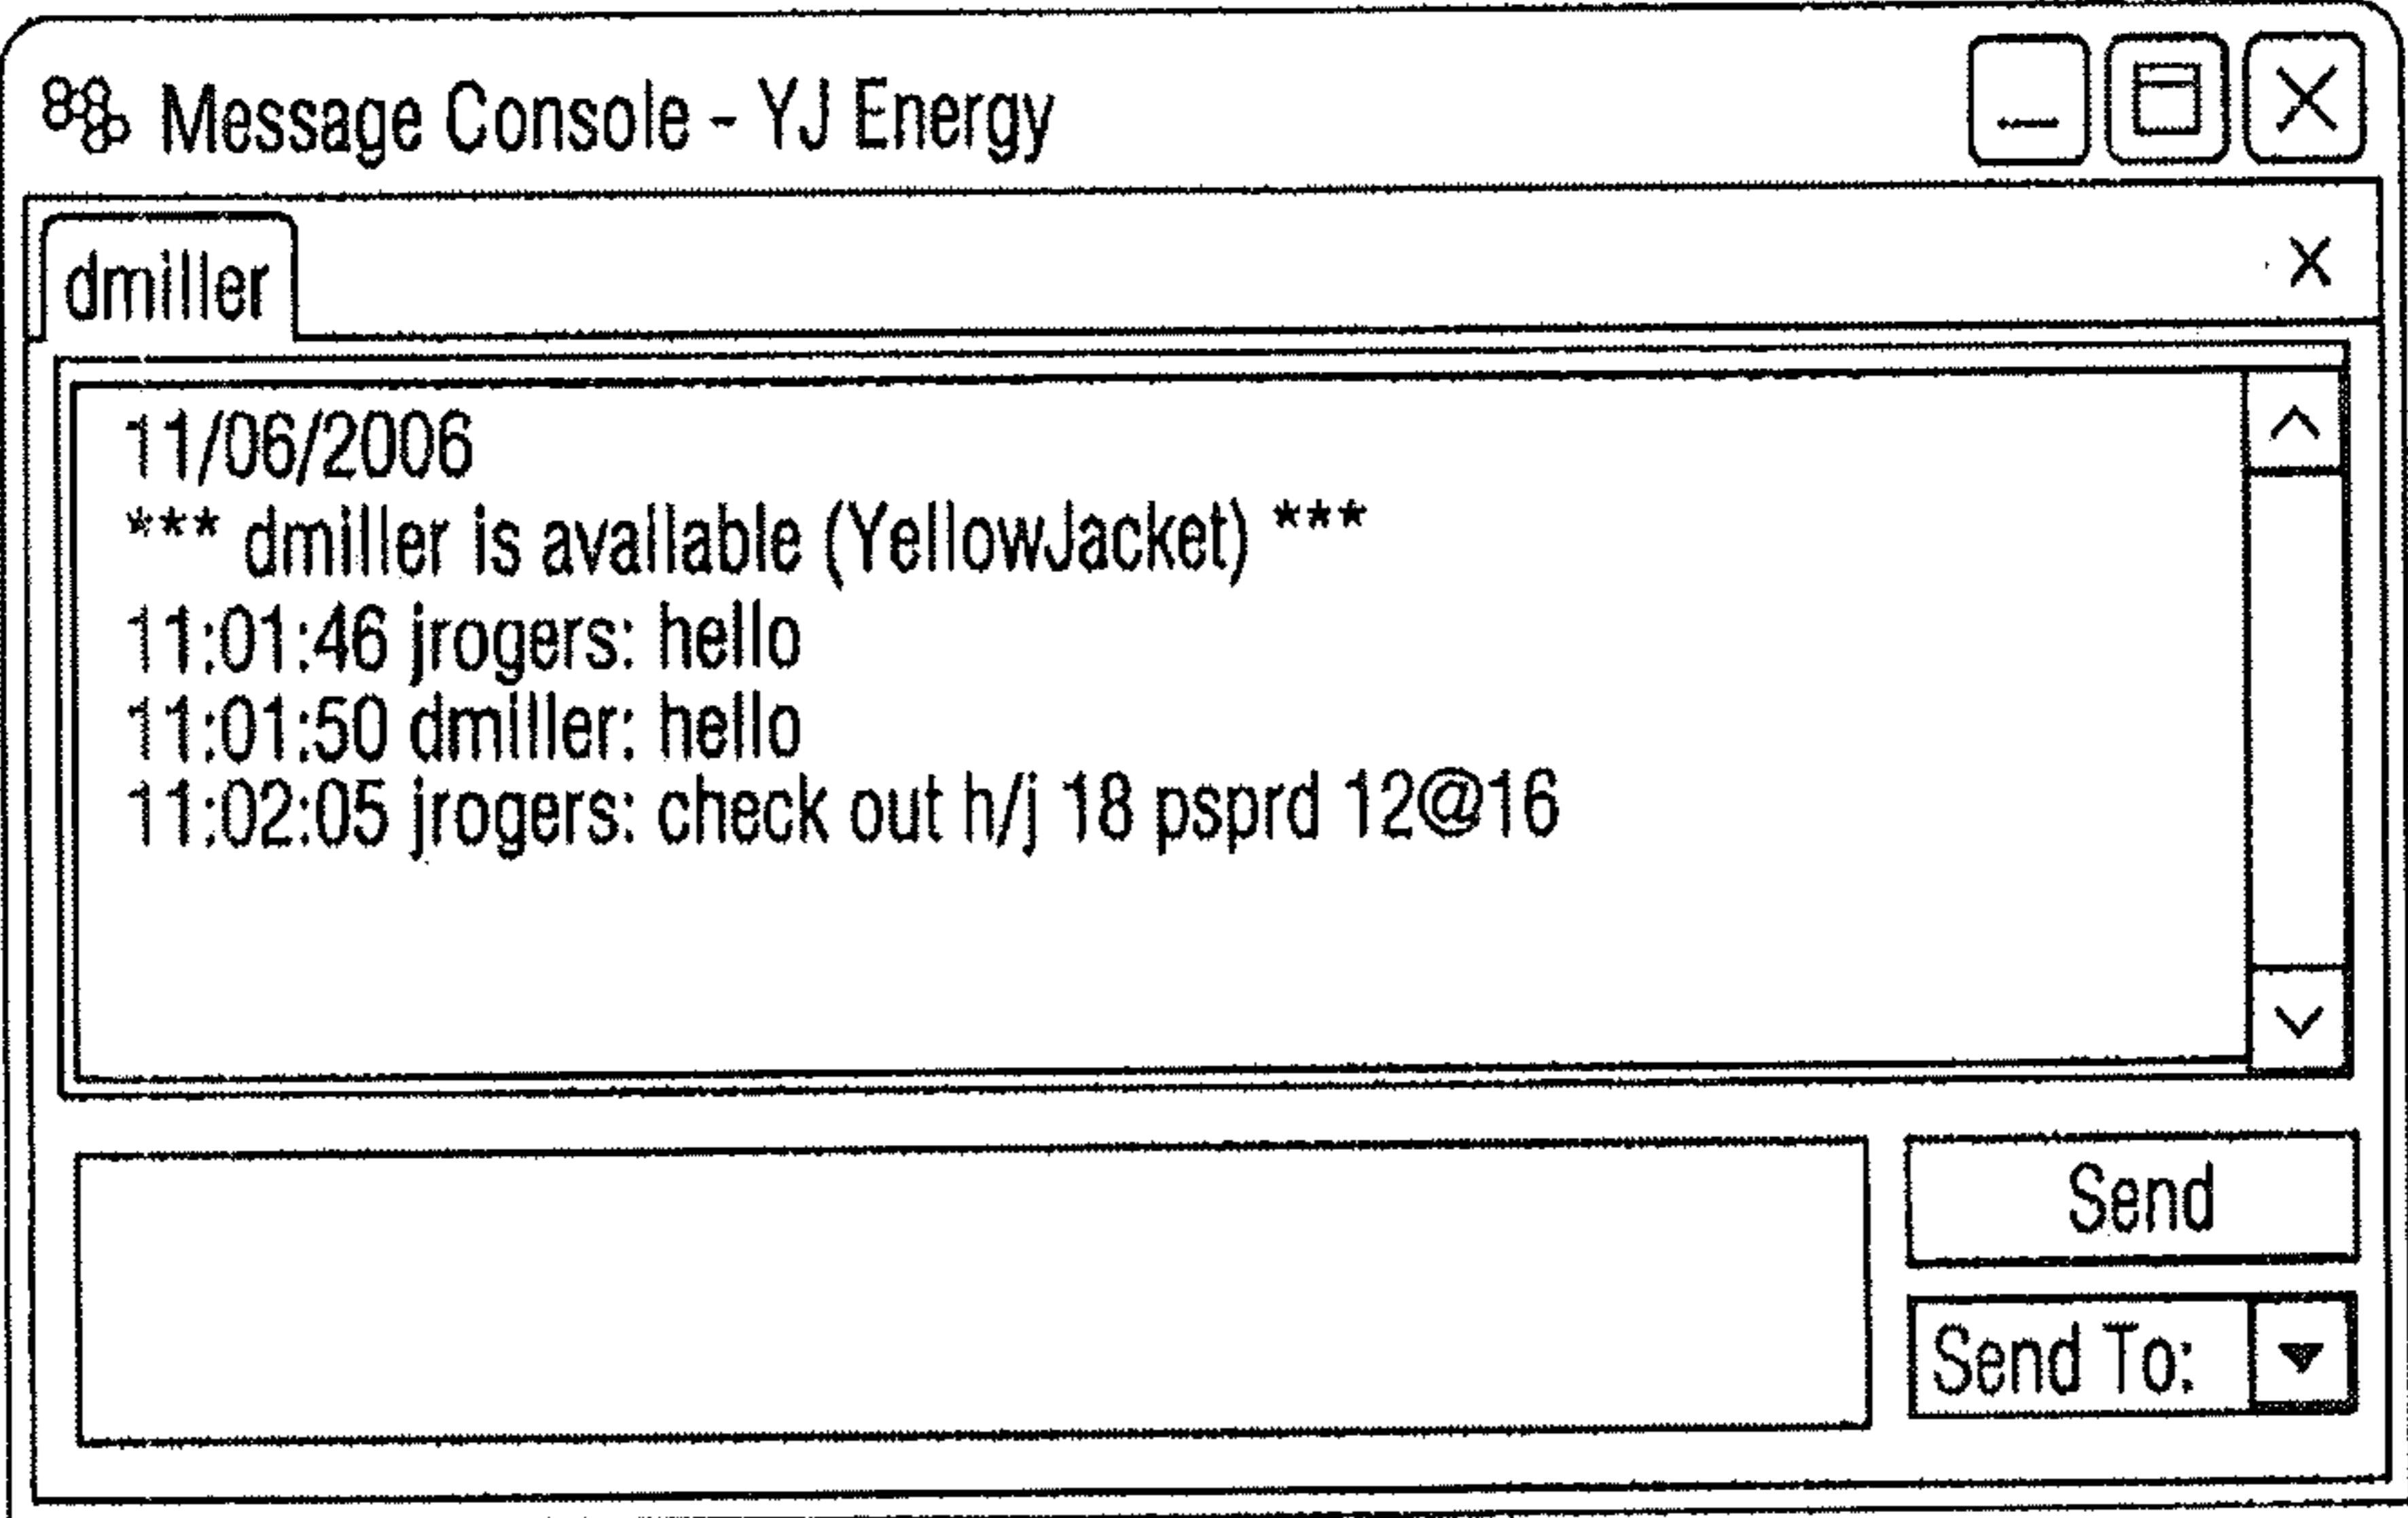 Message Console - YJ Energy
dmiller
11/06/2006
*** dmiller is available (YellowJacket) ***
11:01:46 jrogers: hello
11:01:50 dmiller: hello
11:02:05 jrogers: check out h/j 18 psprd 12@16
Send
Send To: